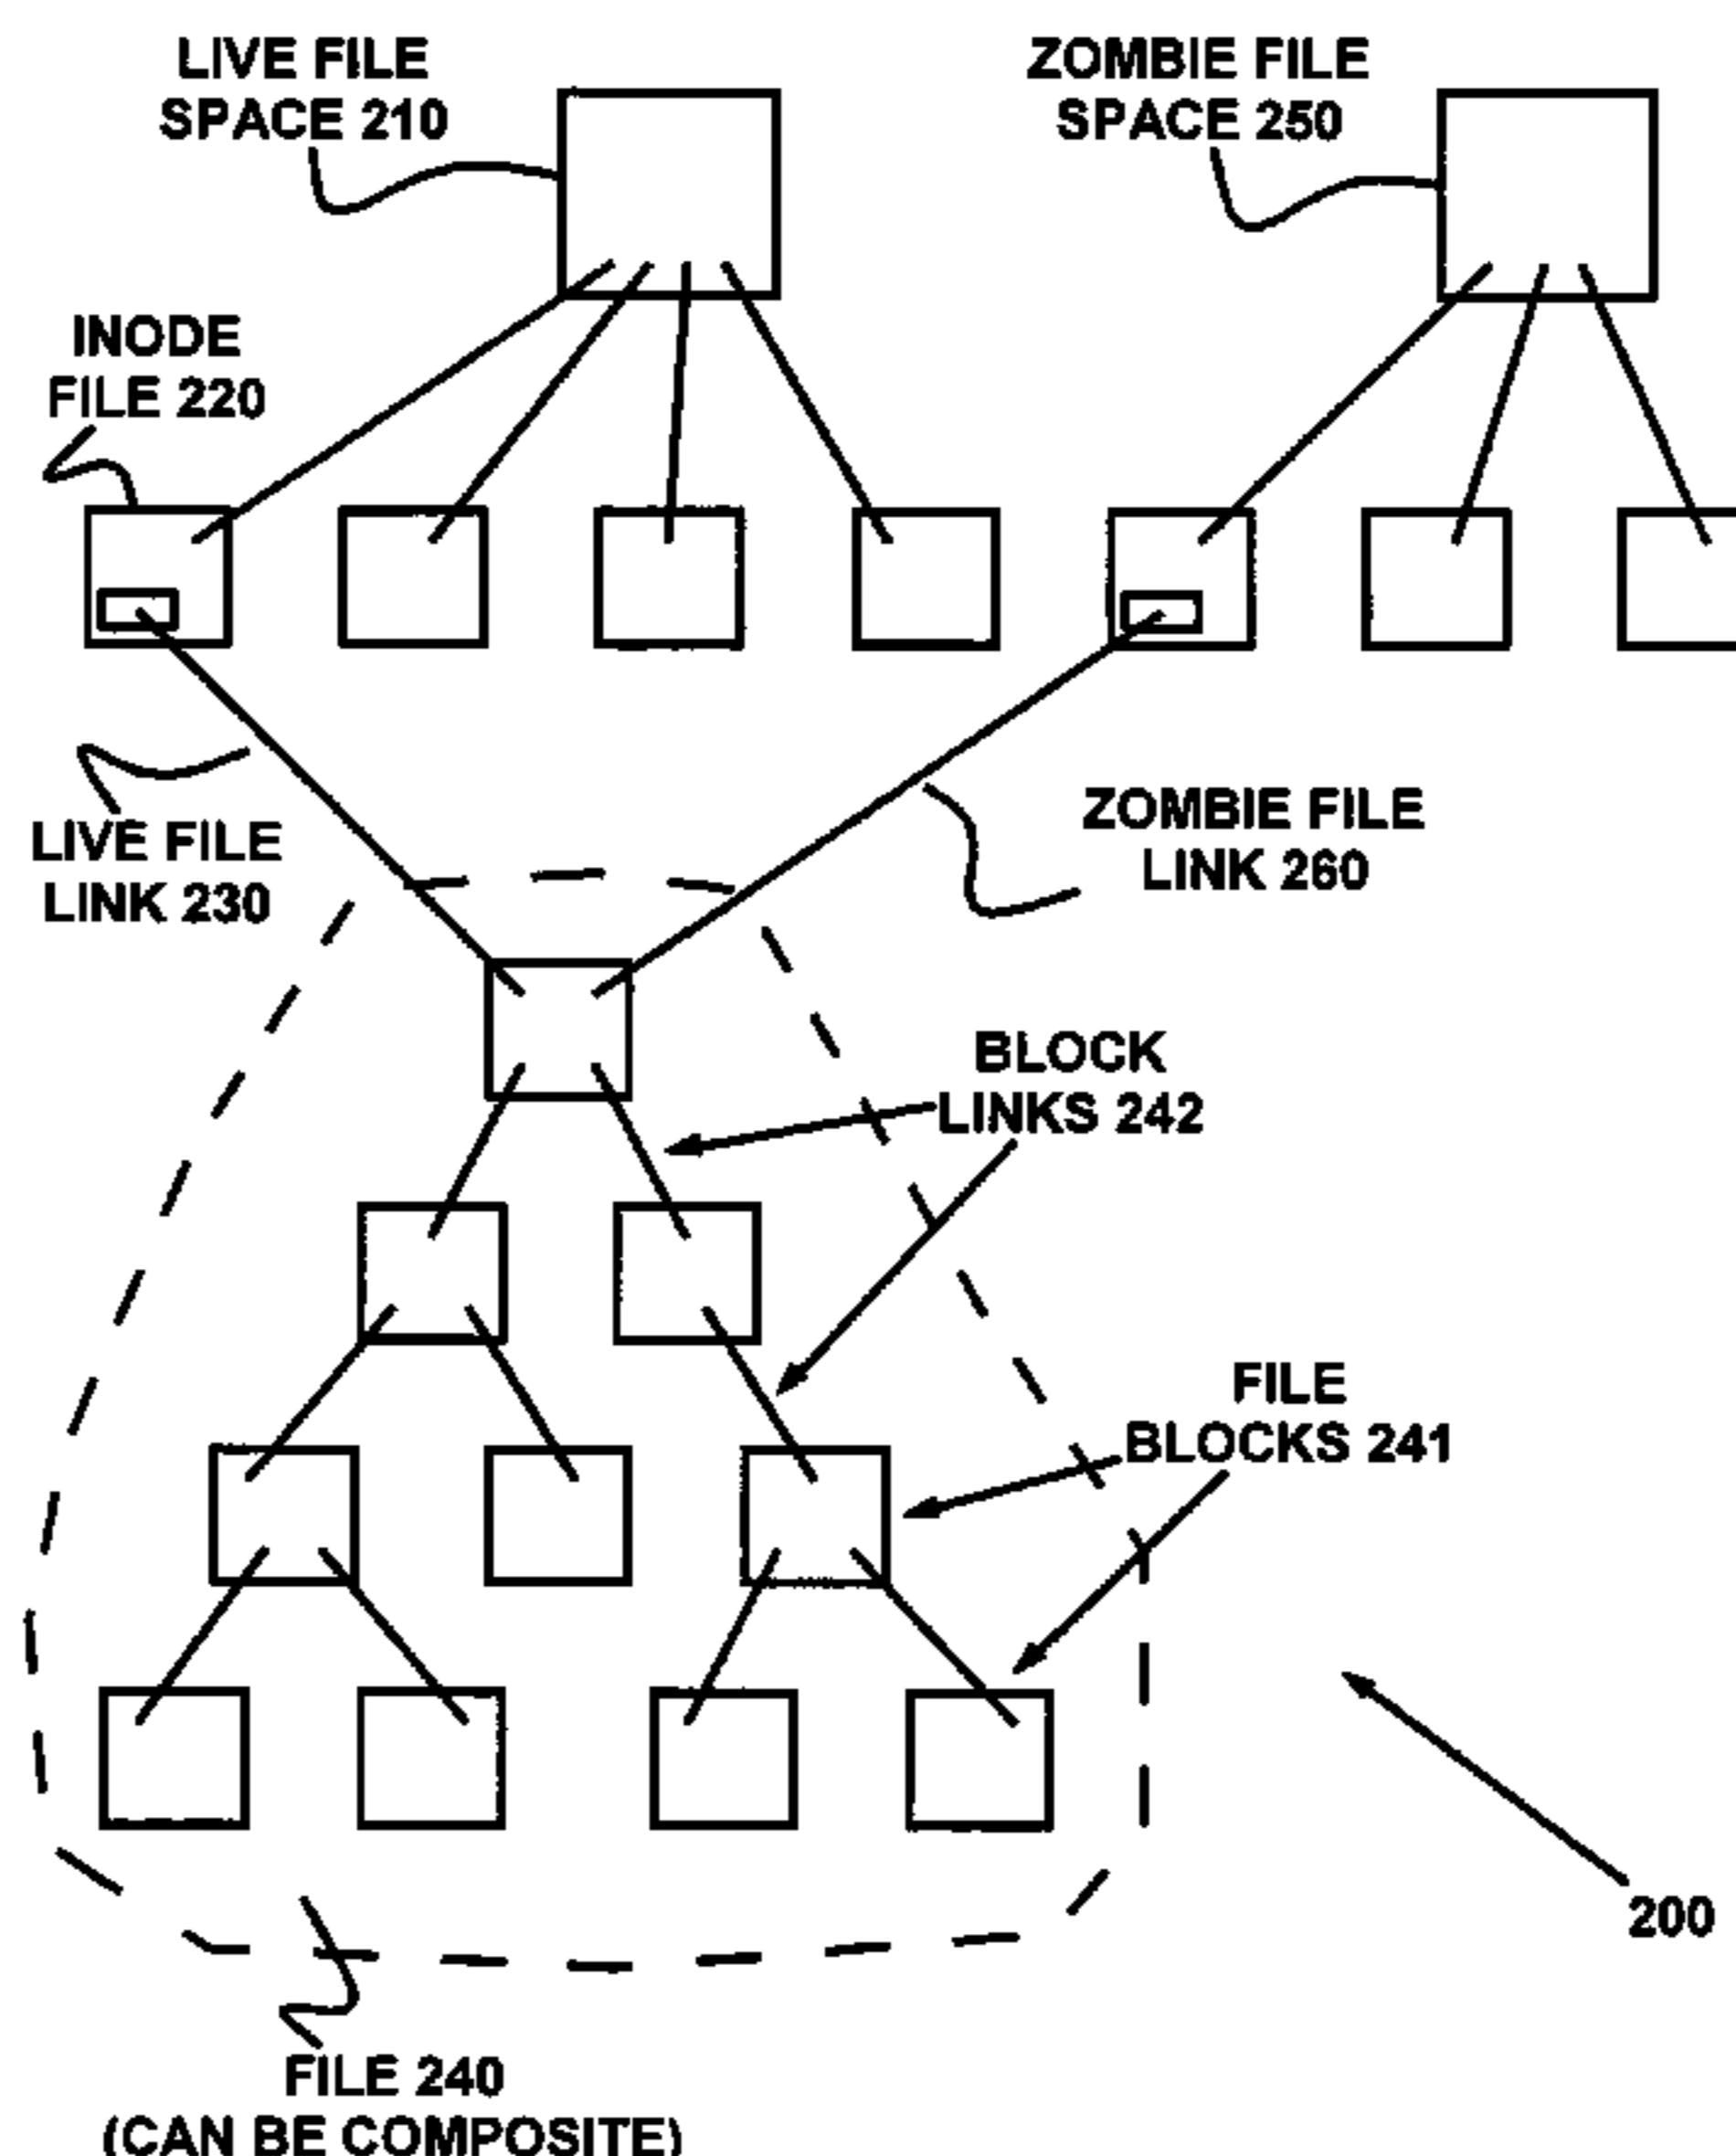 LIVE FILE
SPACE 210
ZOMBIE FILE
SPACE 250
INODE
FILE 220
LIVE FILE
LINK 230
ZOMBIE FILE
LINK 260
BLOCK
LINKS 242
FILE
BLOCKS 241
200
FILE 240
(CAN BE COMPOSITE)